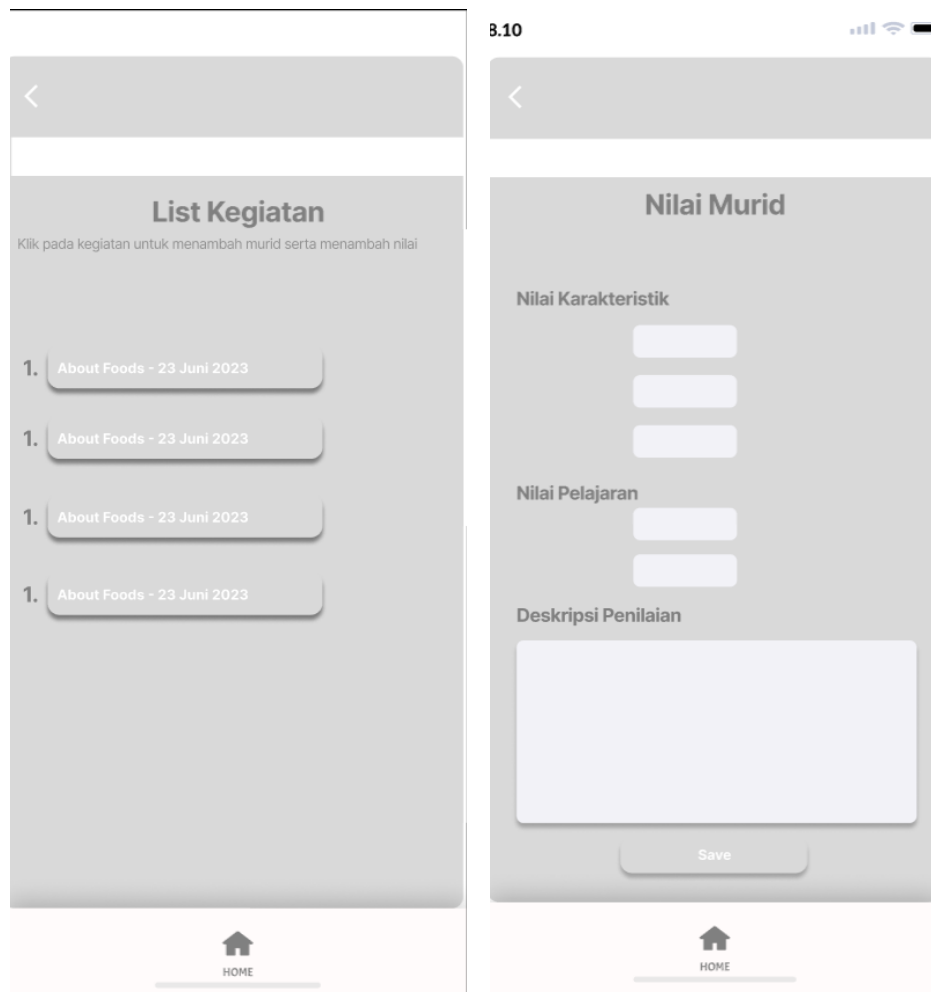 List Kegiatan
Klik pada kegiatan untuk menambah murid serta menambah nilai
1. About Foods - 23 Juni 2023
1. About Foods - 23 Juni 2023
1. About Foods - 23 Juni 2023
1. About Foods - 23 Juni 2023
HOME
8.10
Nilai Murid
Nilai Karakteristik
Nilai Pelajaran
Deskripsi Penilaian
Save
HOME